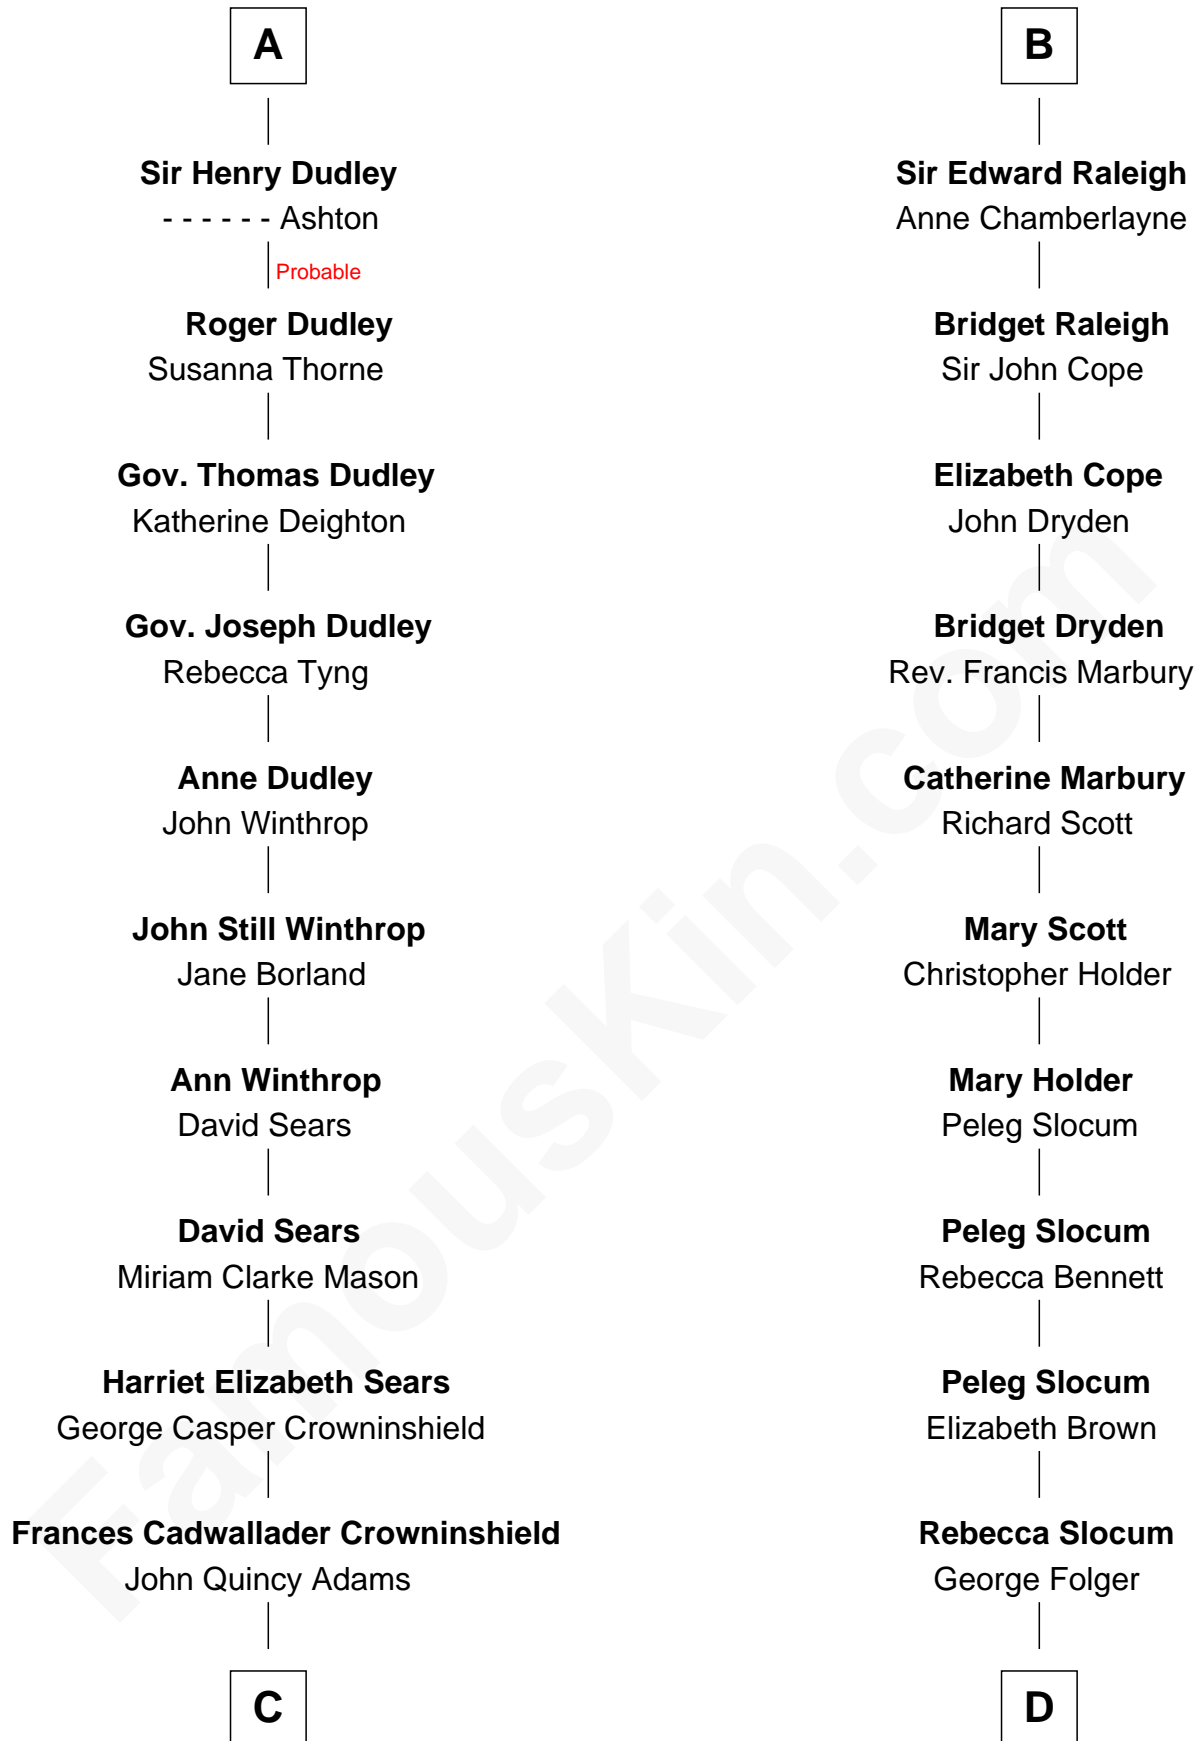 A
Sir Henry Dudley
- - - - - - Ashton
Probable
Roger Dudley
Susanna Thorne
Gov. Thomas Dudley
Katherine Deighton
Gov. Joseph Dudley
Rebecca Tyng
Anne Dudley
John Winthrop
John Still Winthrop
Jane Borland
Ann Winthrop
David Sears
David Sears
Miriam Clarke Mason
Harriet Elizabeth Sears
George Casper Crowninshield
Frances Cadwallader Crowninshield
John Quincy Adams
C
B
Sir Edward Raleigh
Anne Chamberlayne
Bridget Raleigh
Sir John Cope
Elizabeth Cope
John Dryden
Bridget Dryden
Rev. Francis Marbury
Catherine Marbury
Richard Scott
Mary Scott
Christopher Holder
Mary Holder
Peleg Slocum
Peleg Slocum
Rebecca Bennett
Peleg Slocum
Elizabeth Brown
Rebecca Slocum
George Folger
D
FamousKin.com